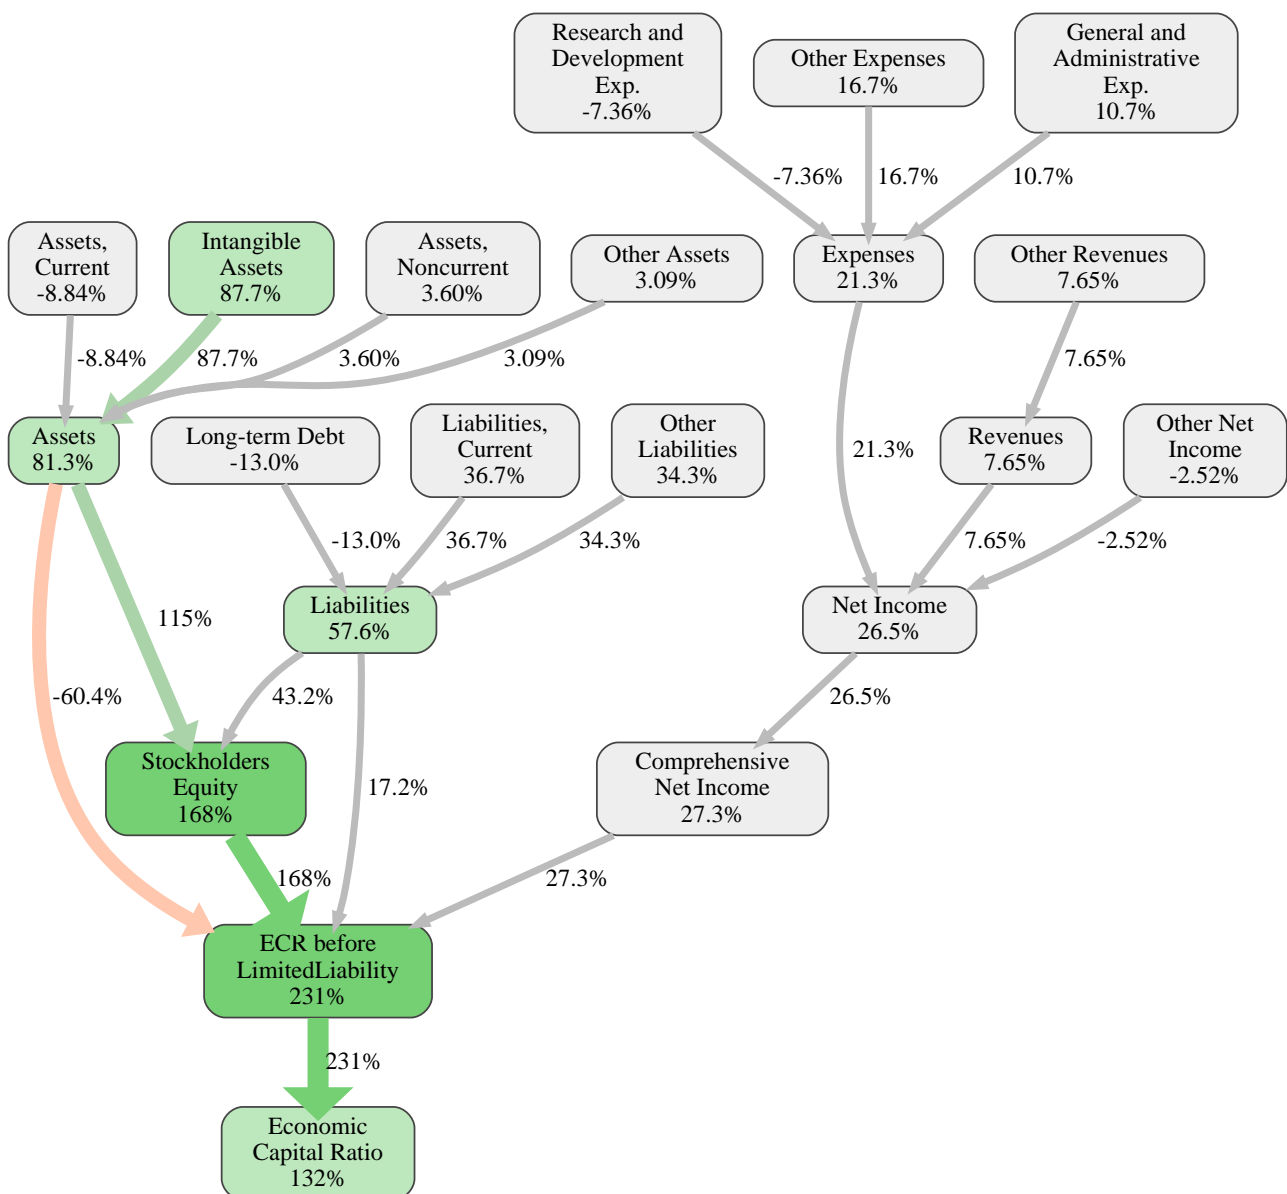 Research and
Development
Exp.
-7.36%
Other Expenses
16.7%
General and
Administrative
Exp.
10.7%
-7.36%
16.7%
10.7%
Assets,
Current
-8.84%
Intangible
Assets
87.7%
Assets,
Noncurrent
3.60%
Other Assets
3.09%
Expenses
21.3%
Other Revenues
7.65%
-8.84%
87.7%
3.60%
3.09%
7.65%
Assets
81.3%
Long-term Debt
-13.0%
Liabilities,
Current
36.7%
Other
Liabilities
34.3%
21.3%
Revenues
7.65%
Other Net
Income
-2.52%
-13.0%
36.7%
34.3%
7.65%
-2.52%
115%
Liabilities
57.6%
Net Income
26.5%
-60.4%
43.2%
26.5%
Stockholders
Equity
168%
17.2%
Comprehensive
Net Income
27.3%
168%
27.3%
ECR before
LimitedLiability
231%
231%
Economic
Capital Ratio
132%